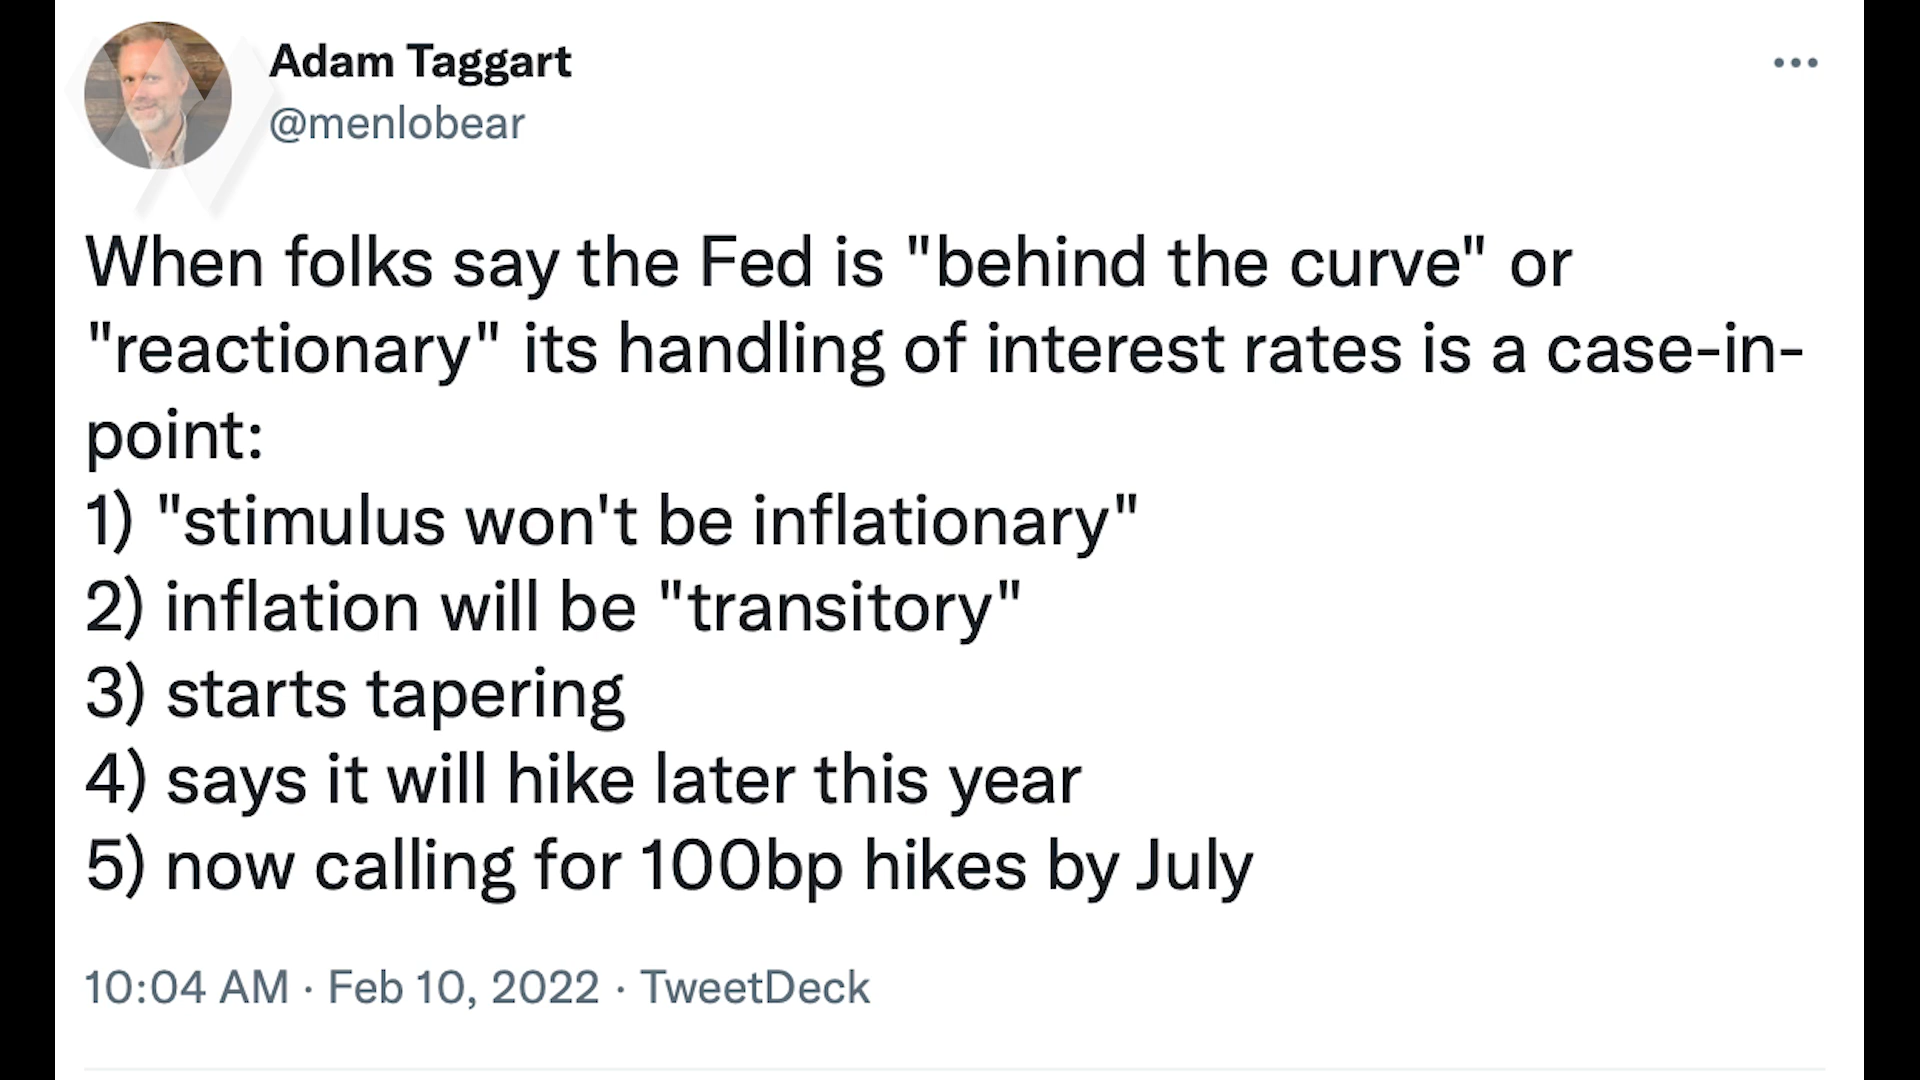 Adam Taggart
@menlobear
When folks say the Fed is "behind the curve" or
"reactionary" its handling of interest rates is a case-in-
point:
1) "stimulus won't be inflationary"
2) inflation will be "transitory"
3) starts tapering
4) says it will hike later this year
5) now calling for 100bp hikes by July
10:04 AM · Feb 10, 2022 · TweetDeck